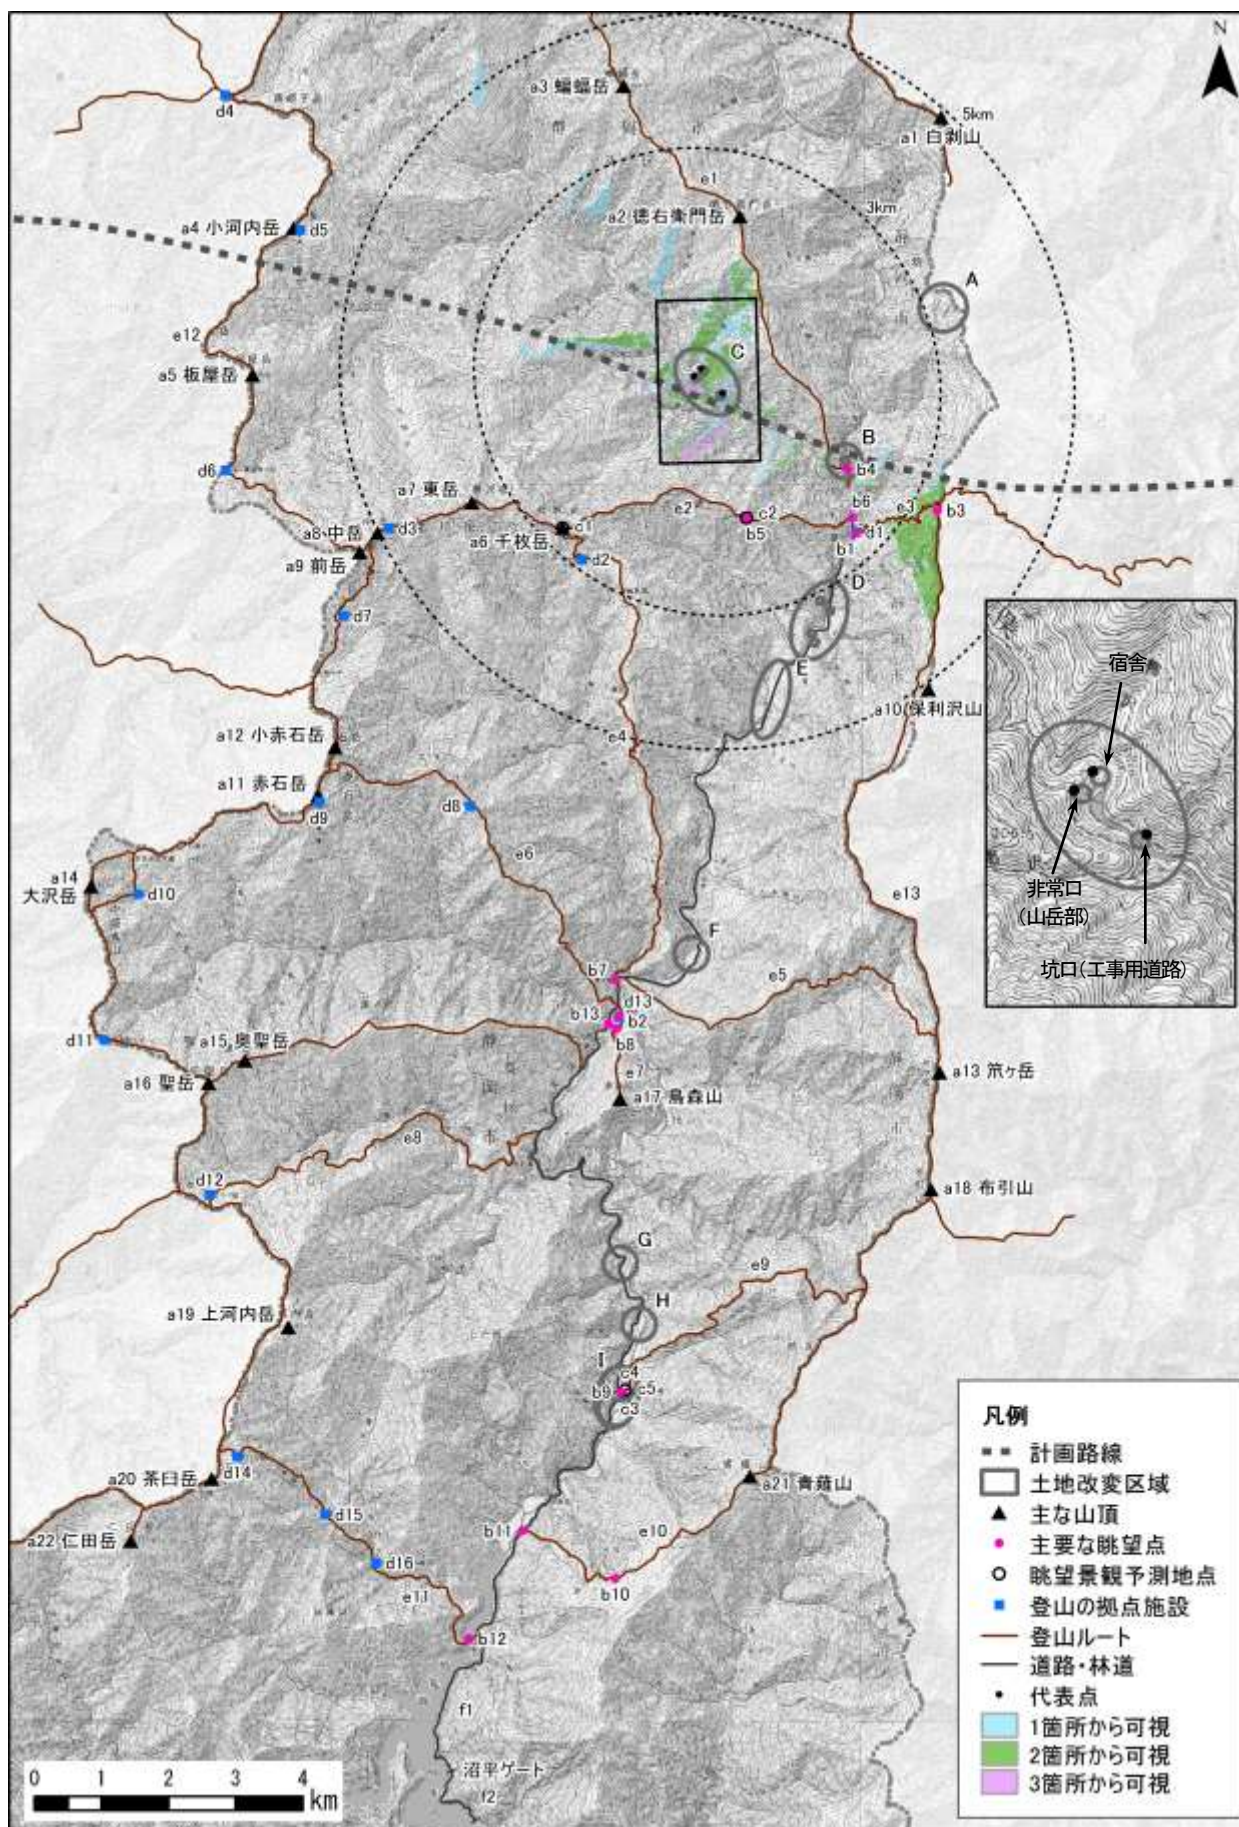 N
a3 蝙蝠岳
d4
5km
a1 白剥山
e1
3km
a2 徳右衛門岳
a4 小河内岳
d5
A
e12
C
a5 板屋岳
B
b4
d6
a7 東岳
e2
b6
e3
b3
c2
a8 中岳
d3
c1
b5
d1
a6 千枚岳
b1
a9 前岳
d2
D
d7
E
宿舎
a10 保利沢山
a12 小赤石岳
e4
a11 赤石岳
d9
d8
e6
非常口
(山岳部)
a14
大沢岳
d10
e13
坑口(工事用道路)
F
b7
e5
d13
b13
b2
d11
b8
a15 奥聖岳
e7
a13 笊ヶ岳
a16 聖岳
a17 鳥森山
e8
d12
a18 布引山
G
e9
H
a19 上河内岳
I
c4
b9
c5
c3
凡例
計画路線
a20 茶臼岳
d14
a21 青薙山
土地改変区域
主な山頂
d15
b11
e10
主要な眺望点
a22 仁田岳
d16
眺望景観予測地点
e11
b10
登山の拠点施設
b12
登山ルート
道路・林道
代表点
f1
1箇所から可視
沼平ゲート
2箇所から可視
0 1 2 3 4
km
f2
3箇所から可視